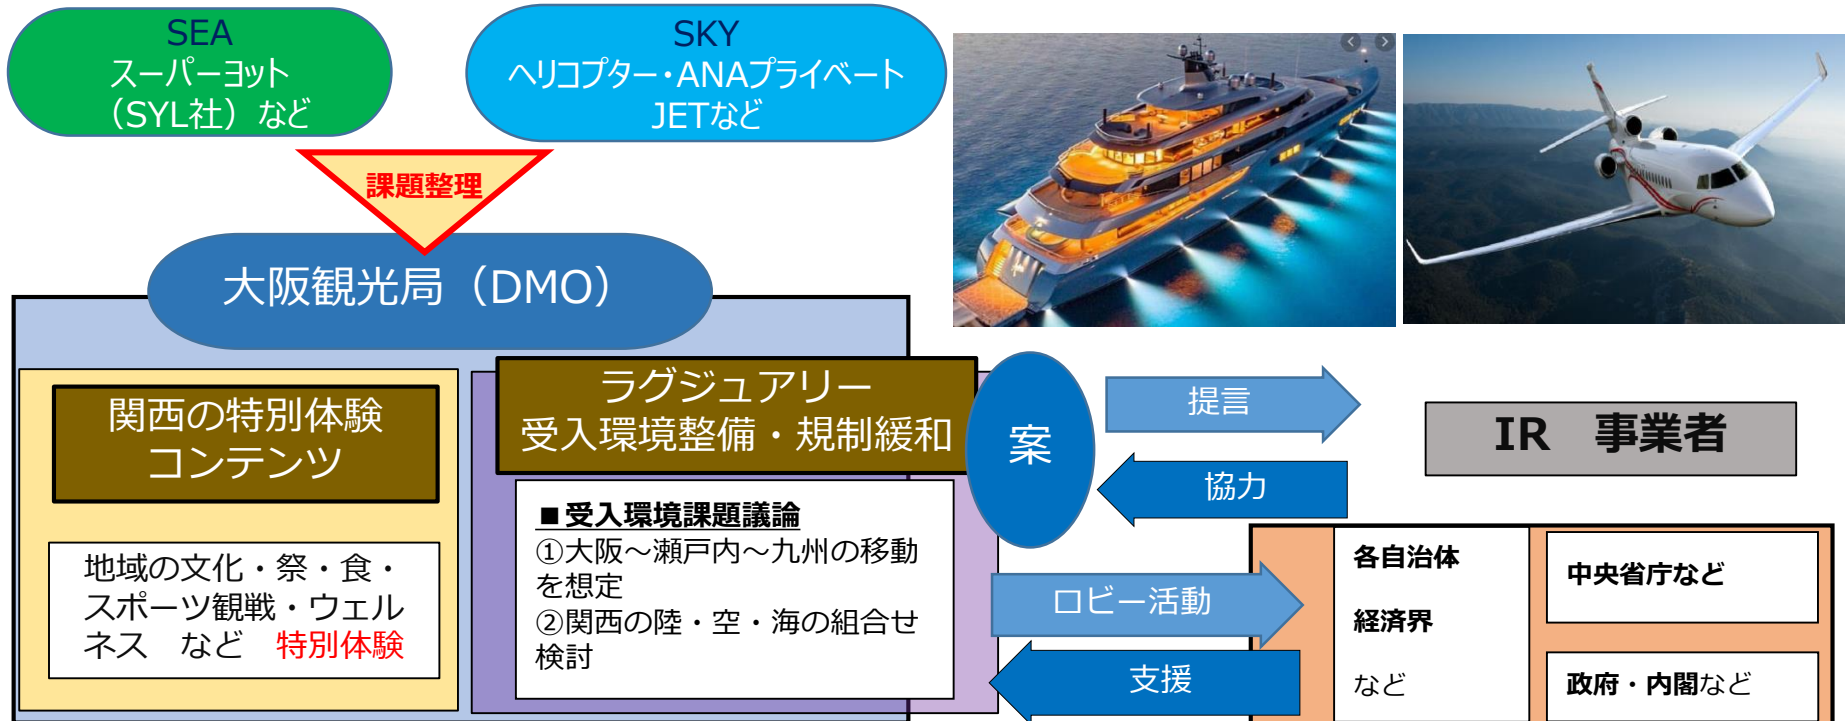 SEA
スーパーヨット
（SYL社）など
SKY
ヘリコプター・ANAプライベート
JETなど
課題整理
大阪観光局（DMO）
関西の特別体験
コンテンツ
地域の文化・祭・食・
スポーツ観戦・ウェル
ネス　など　特別体験
ラグジュアリー
受入環境整備・規制緩和
■受入環境課題議論
①大阪～瀬戸内～九州の移動
を想定
②関西の陸・空・海の組合せ
検討
案
提言
協力
IR　事業者
ロビー活動
支援
各自治体
経済界
など
中央省庁など
政府・内閣など